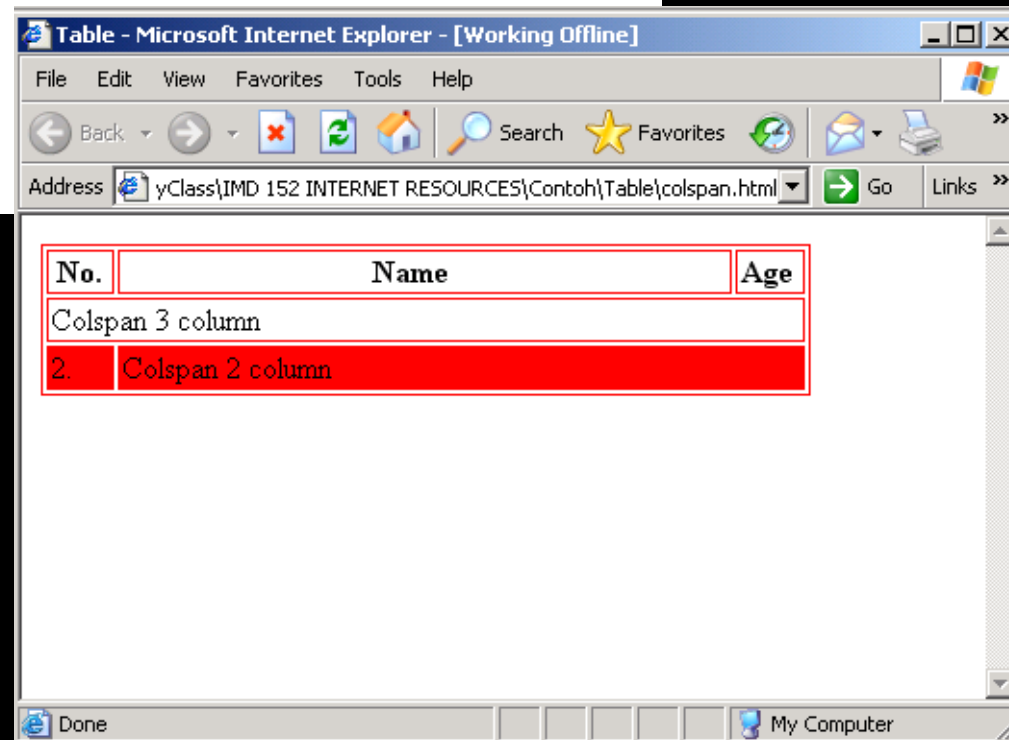 Table - Microsoft Internet Explorer - [Working Offline]
File Edit View Favorites Tools Help
Back Search Favorites »
Address yClass\IMD 152 INTERNET RESOURCES\Contoh\Table\colspan.html Go Links »
No. Name Age
Colspan 3 column
2. Colspan 2 column
Done My Computer